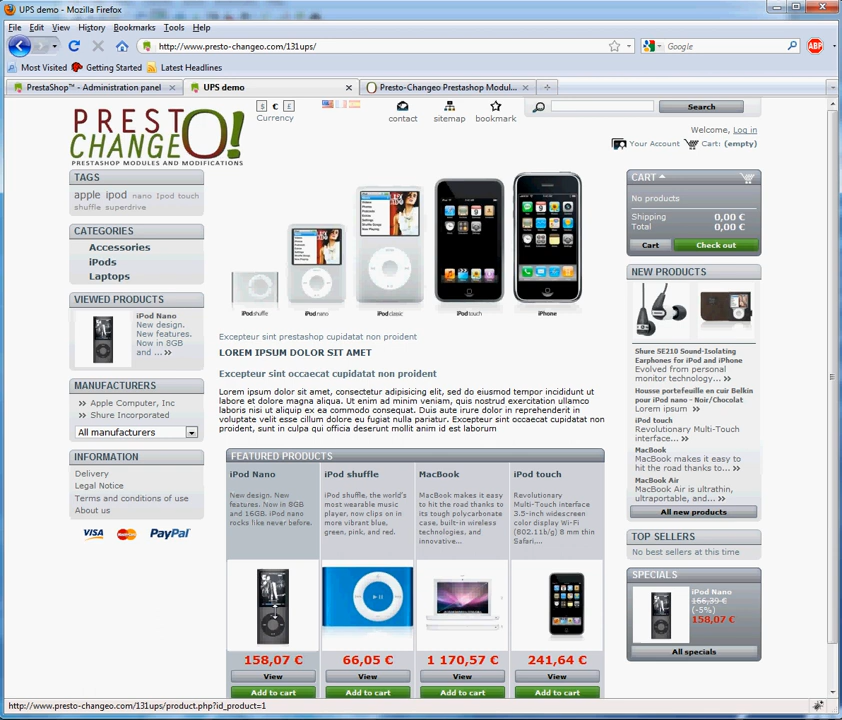 UPS demo - Mozilla Firefox
File Edit View History Bookmarks Tools Help
http://www.presto-changeo.com/131ups/
Google
ABP
Most Visited Getting Started Latest Headlines
PrestaShop™ - Administration panel
UPS demo
Presto-Changeo Prestashop Modul...
PRESTO CHANGEO!
PRESTASHOP MODULES AND MODIFICATIONS
$ € £
Currency
contact sitemap bookmark
Search
Welcome, Log in
Your Account Cart: (empty)
TAGS
apple ipod nano Ipod touch
shuffle superdrive
CATEGORIES
Accessories
iPods
Laptops
VIEWED PRODUCTS
iPod Nano
New design.
New features.
Now in 8GB
and ...
MANUFACTURERS
Apple Computer, Inc
Shure Incorporated
All manufacturers
INFORMATION
Delivery
Legal Notice
Terms and conditions of use
About us
VISA MasterCard PayPal
iPod shuffle iPod nano iPod classic iPod touch iPhone
Excepteur sint prestashop cupidatat non proident
LOREM IPSUM DOLOR SIT AMET
Excepteur sint occaecat cupidatat non proident
Lorem ipsum dolor sit amet, consectetur adipisicing elit, sed do eiusmod tempor incididunt ut
labore et dolore magna aliqua. Ut enim ad minim veniam, quis nostrud exercitation ullamco
laboris nisi ut aliquip ex ea commodo consequat. Duis aute irure dolor in reprehenderit in
voluptate velit esse cillum dolore eu fugiat nulla pariatur. Excepteur sint occaecat cupidatat non
proident, sunt in culpa qui officia deserunt mollit anim id est laborum
FEATURED PRODUCTS
iPod Nano
New design. New
features. Now in 8GB
and 16GB. iPod nano
rocks like never before.
158,07 €
View
Add to cart
iPod shuffle
iPod shuffle, the world's
most wearable music
player, now clips on in
more vibrant blue,
green, pink, and red.
66,05 €
View
Add to cart
MacBook
MacBook makes it easy
to hit the road thanks to
its tough polycarbonate
case, built-in wireless
technologies, and
innovative...
1 170,57 €
View
Add to cart
iPod touch
Revolutionary
Multi-Touch interface
3.5-inch widescreen
color display Wi-Fi
(802.11b/g) 8 mm thin
Safari,...
241,64 €
View
Add to cart
CART
No products
Shipping 0,00 €
Total 0,00 €
Cart Check out
NEW PRODUCTS
Shure SE210 Sound-Isolating
Earphones for iPod and iPhone
Evolved from personal
monitor technology...
Housse portefeuille en cuir Belkin
pour iPod nano - Noir/Chocolat
Lorem ipsum
iPod touch
Revolutionary Multi-Touch
interface...
MacBook
MacBook makes it easy to
hit the road thanks to...
MacBook Air
MacBook Air is ultrathin,
ultraportable, and...
All new products
TOP SELLERS
No best sellers at this time
SPECIALS
iPod Nano
166,39 €
(-5%)
158,07 €
All specials
http://www.presto-changeo.com/131ups/product.php?id_product=1